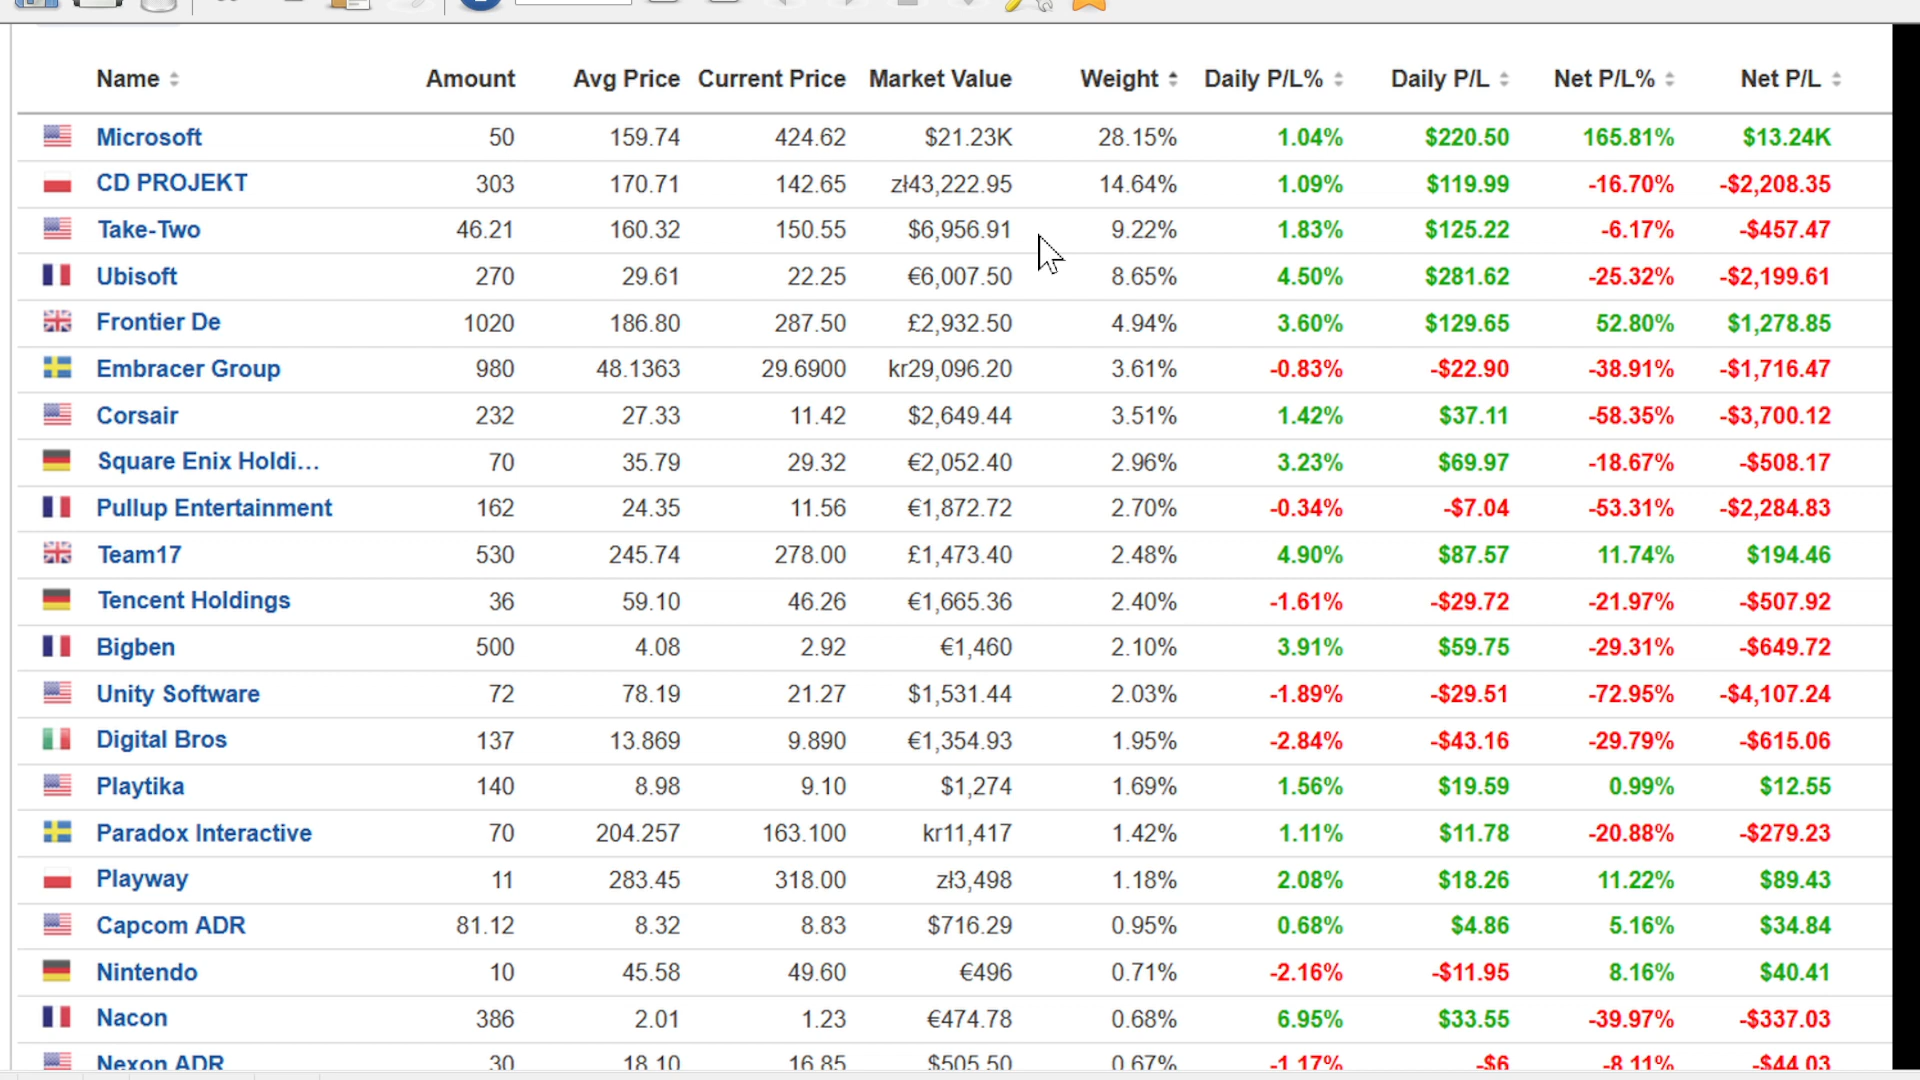 Name Amount Avg Price Current Price Market Value Weight Daily P/L% Daily P/L Net P/L% Net P/L
Microsoft 50 159.74 424.62 $21.23K 28.15% 1.04% $220.50 165.81% $13.24K
CD PROJEKT 303 170.71 142.65 zł43,222.95 14.64% 1.09% $119.99 -16.70% -$2,208.35
Take-Two 46.21 160.32 150.55 $6,956.91 9.22% 1.83% $125.22 -6.17% -$457.47
Ubisoft 270 29.61 22.25 €6,007.50 8.65% 4.50% $281.62 -25.32% -$2,199.61
Frontier De 1020 186.80 287.50 £2,932.50 4.94% 3.60% $129.65 52.80% $1,278.85
Embracer Group 980 48.1363 29.6900 kr29,096.20 3.61% -0.83% -$22.90 -38.91% -$1,716.47
Corsair 232 27.33 11.42 $2,649.44 3.51% 1.42% $37.11 -58.35% -$3,700.12
Square Enix Holdi... 70 35.79 29.32 €2,052.40 2.96% 3.23% $69.97 -18.67% -$508.17
Pullup Entertainment 162 24.35 11.56 €1,872.72 2.70% -0.34% -$7.04 -53.31% -$2,284.83
Team17 530 245.74 278.00 £1,473.40 2.48% 4.90% $87.57 11.74% $194.46
Tencent Holdings 36 59.10 46.26 €1,665.36 2.40% -1.61% -$29.72 -21.97% -$507.92
Bigben 500 4.08 2.92 €1,460 2.10% 3.91% $59.75 -29.31% -$649.72
Unity Software 72 78.19 21.27 $1,531.44 2.03% -1.89% -$29.51 -72.95% -$4,107.24
Digital Bros 137 13.869 9.890 €1,354.93 1.95% -2.84% -$43.16 -29.79% -$615.06
Playtika 140 8.98 9.10 $1,274 1.69% 1.56% $19.59 0.99% $12.55
Paradox Interactive 70 204.257 163.100 kr11,417 1.42% 1.11% $11.78 -20.88% -$279.23
Playway 11 283.45 318.00 zł3,498 1.18% 2.08% $18.26 11.22% $89.43
Capcom ADR 81.12 8.32 8.83 $716.29 0.95% 0.68% $4.86 5.16% $34.84
Nintendo 10 45.58 49.60 €496 0.71% -2.16% -$11.95 8.16% $40.41
Nacon 386 2.01 1.23 €474.78 0.68% 6.95% $33.55 -39.97% -$337.03
Nexon ADR 30 18.10 16.85 $505.50 0.67% -1.17% -$6 -8.11% -$44.03